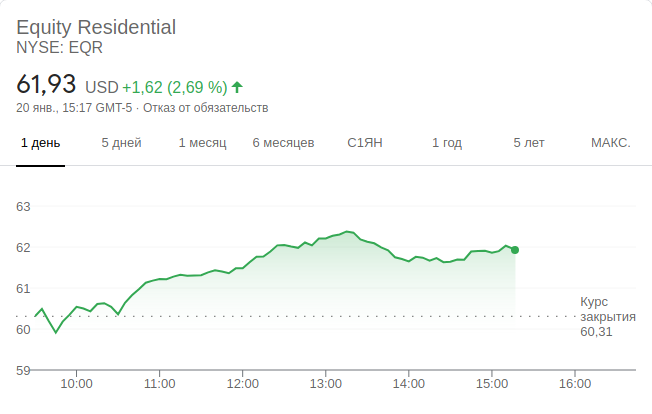 Equity Residential
NYSE: EQR
61,93 USD +1,62 (2,69 %)
20 янв., 15:17 GMT-5 · Отказ от обязательств
1 день 5 дней 1 месяц 6 месяцев С1ЯН 1 год 5 лет МАКС.
63
62
61
60
59
Курс
закрытия
60,31
10:00 11:00 12:00 13:00 14:00 15:00 16:00